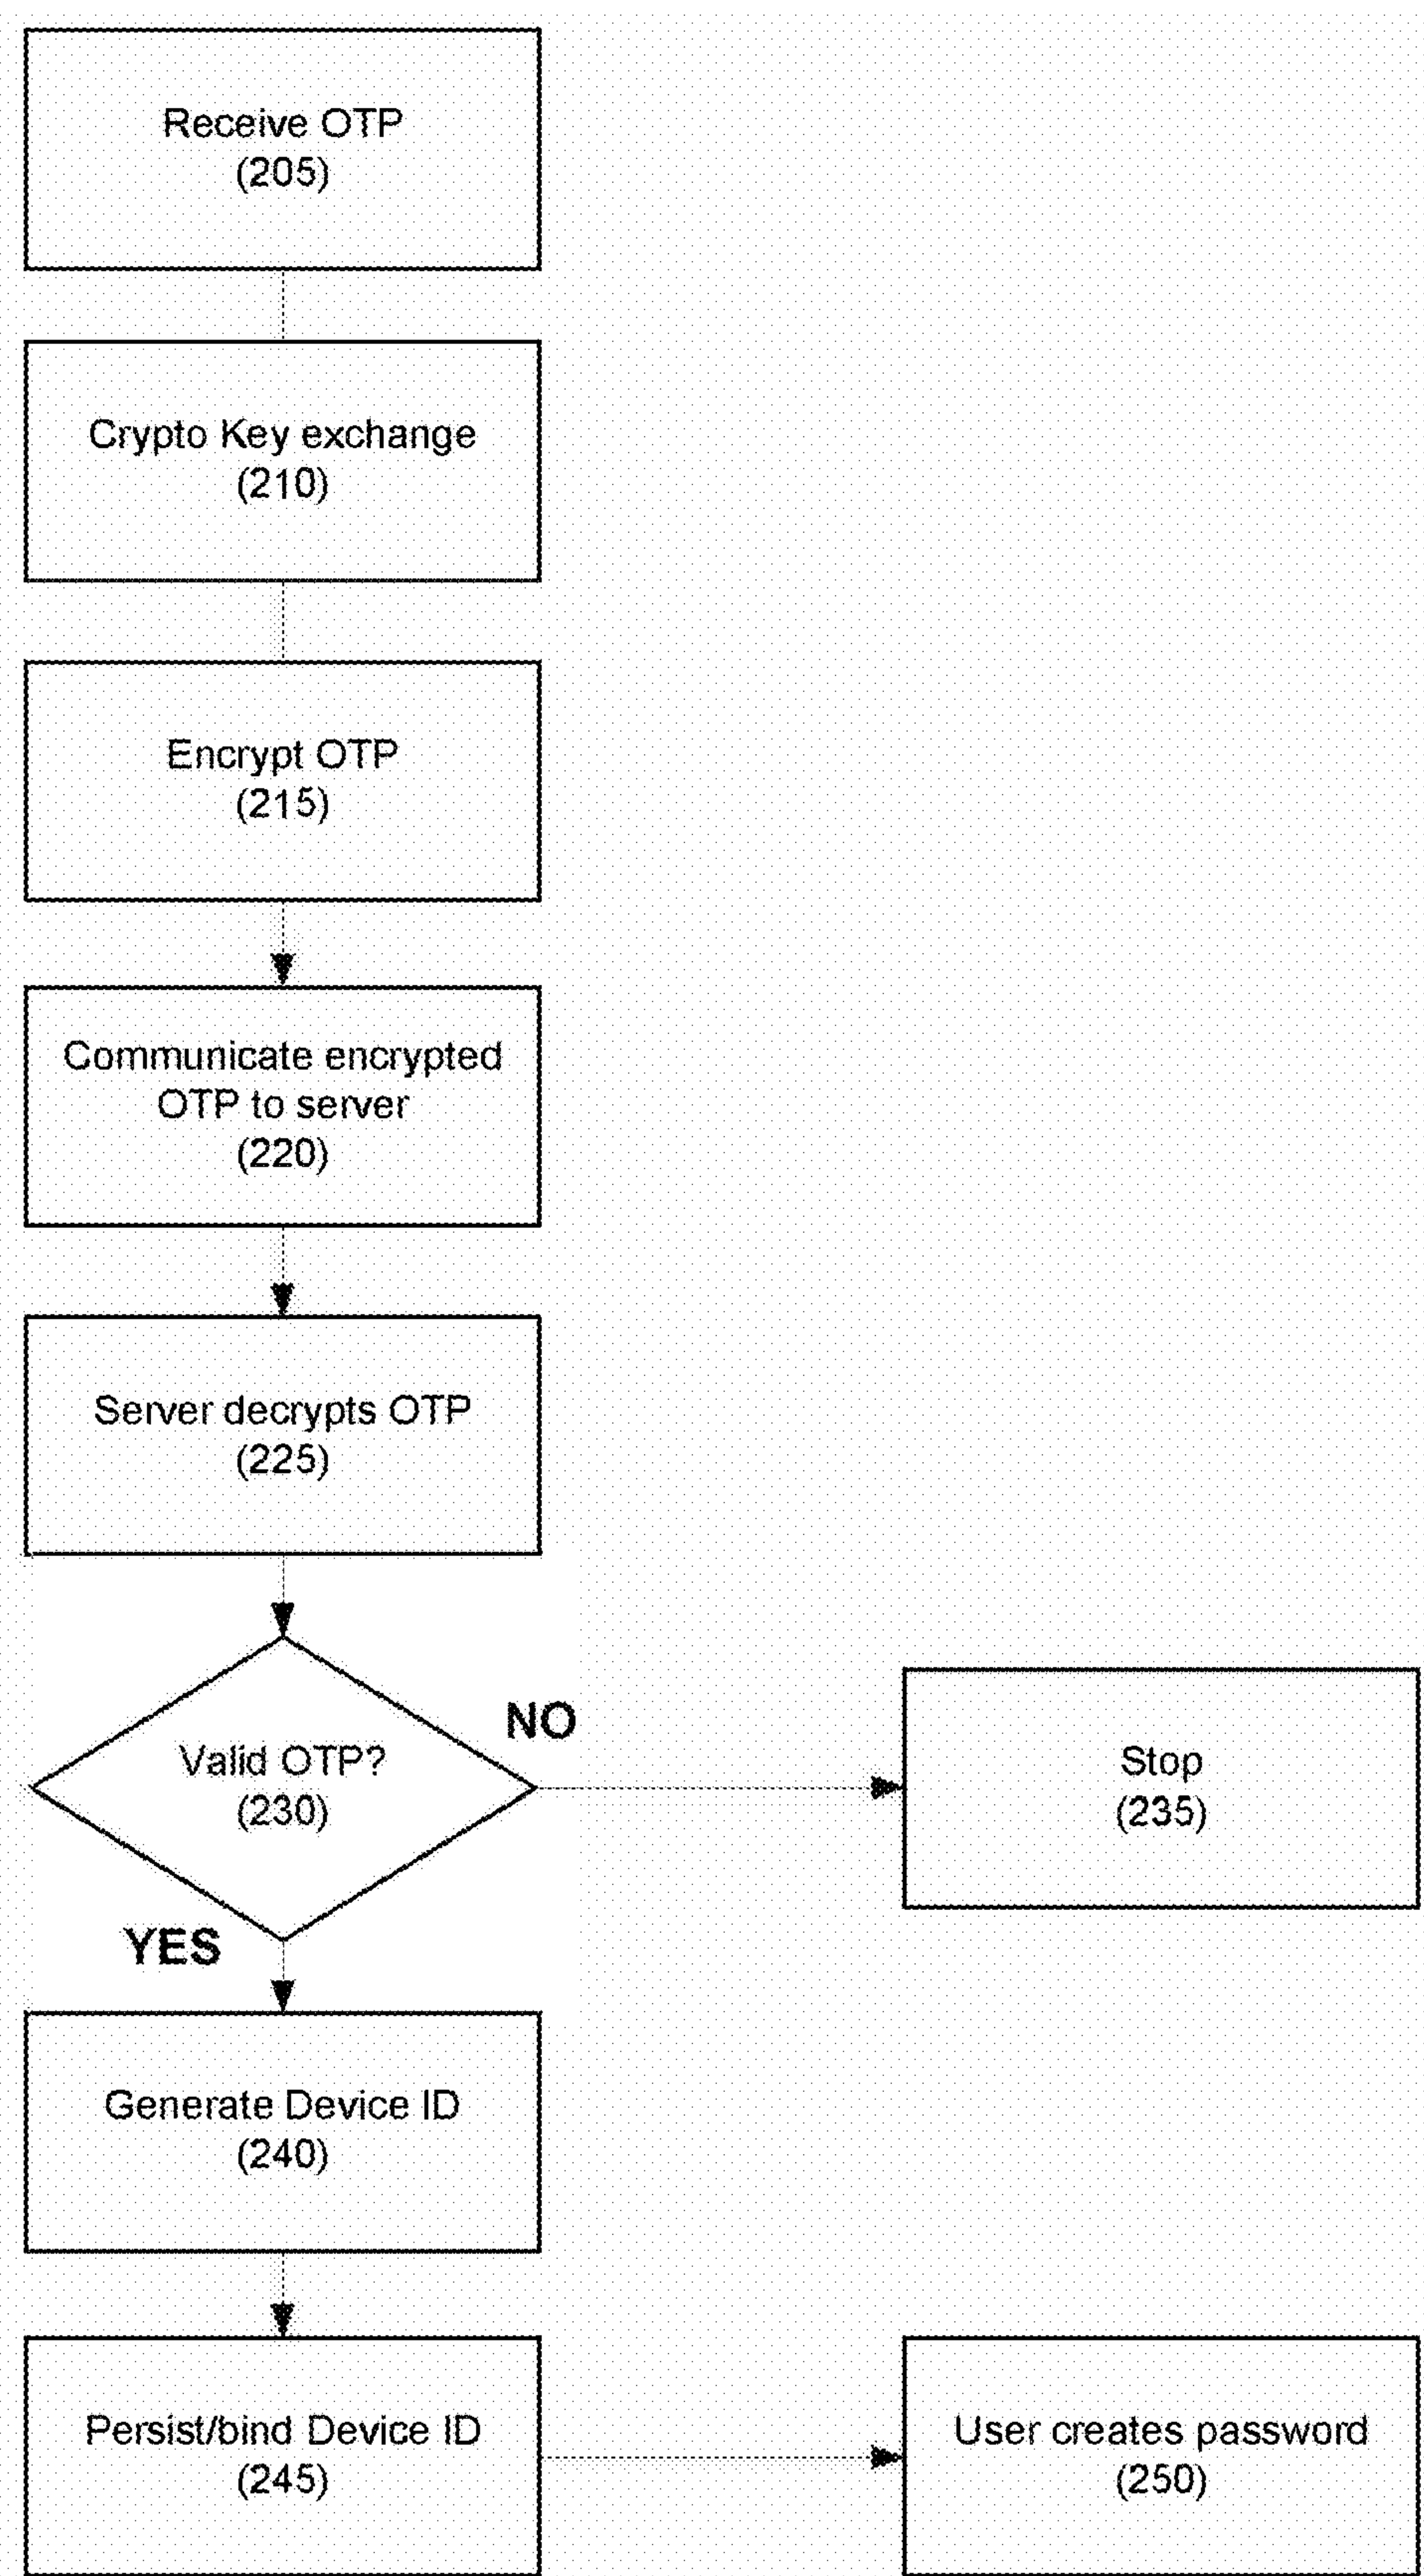 Receive OTP
(205)
Crypto Key exchange
(210)
Encrypt OTP
(215)
Communicate encrypted
OTP to server
(220)
Server decrypts OTP
(225)
Valid OTP?
(230)
NO
Stop
(235)
YES
Generate Device ID
(240)
Persist/bind Device ID
(245)
User creates password
(250)